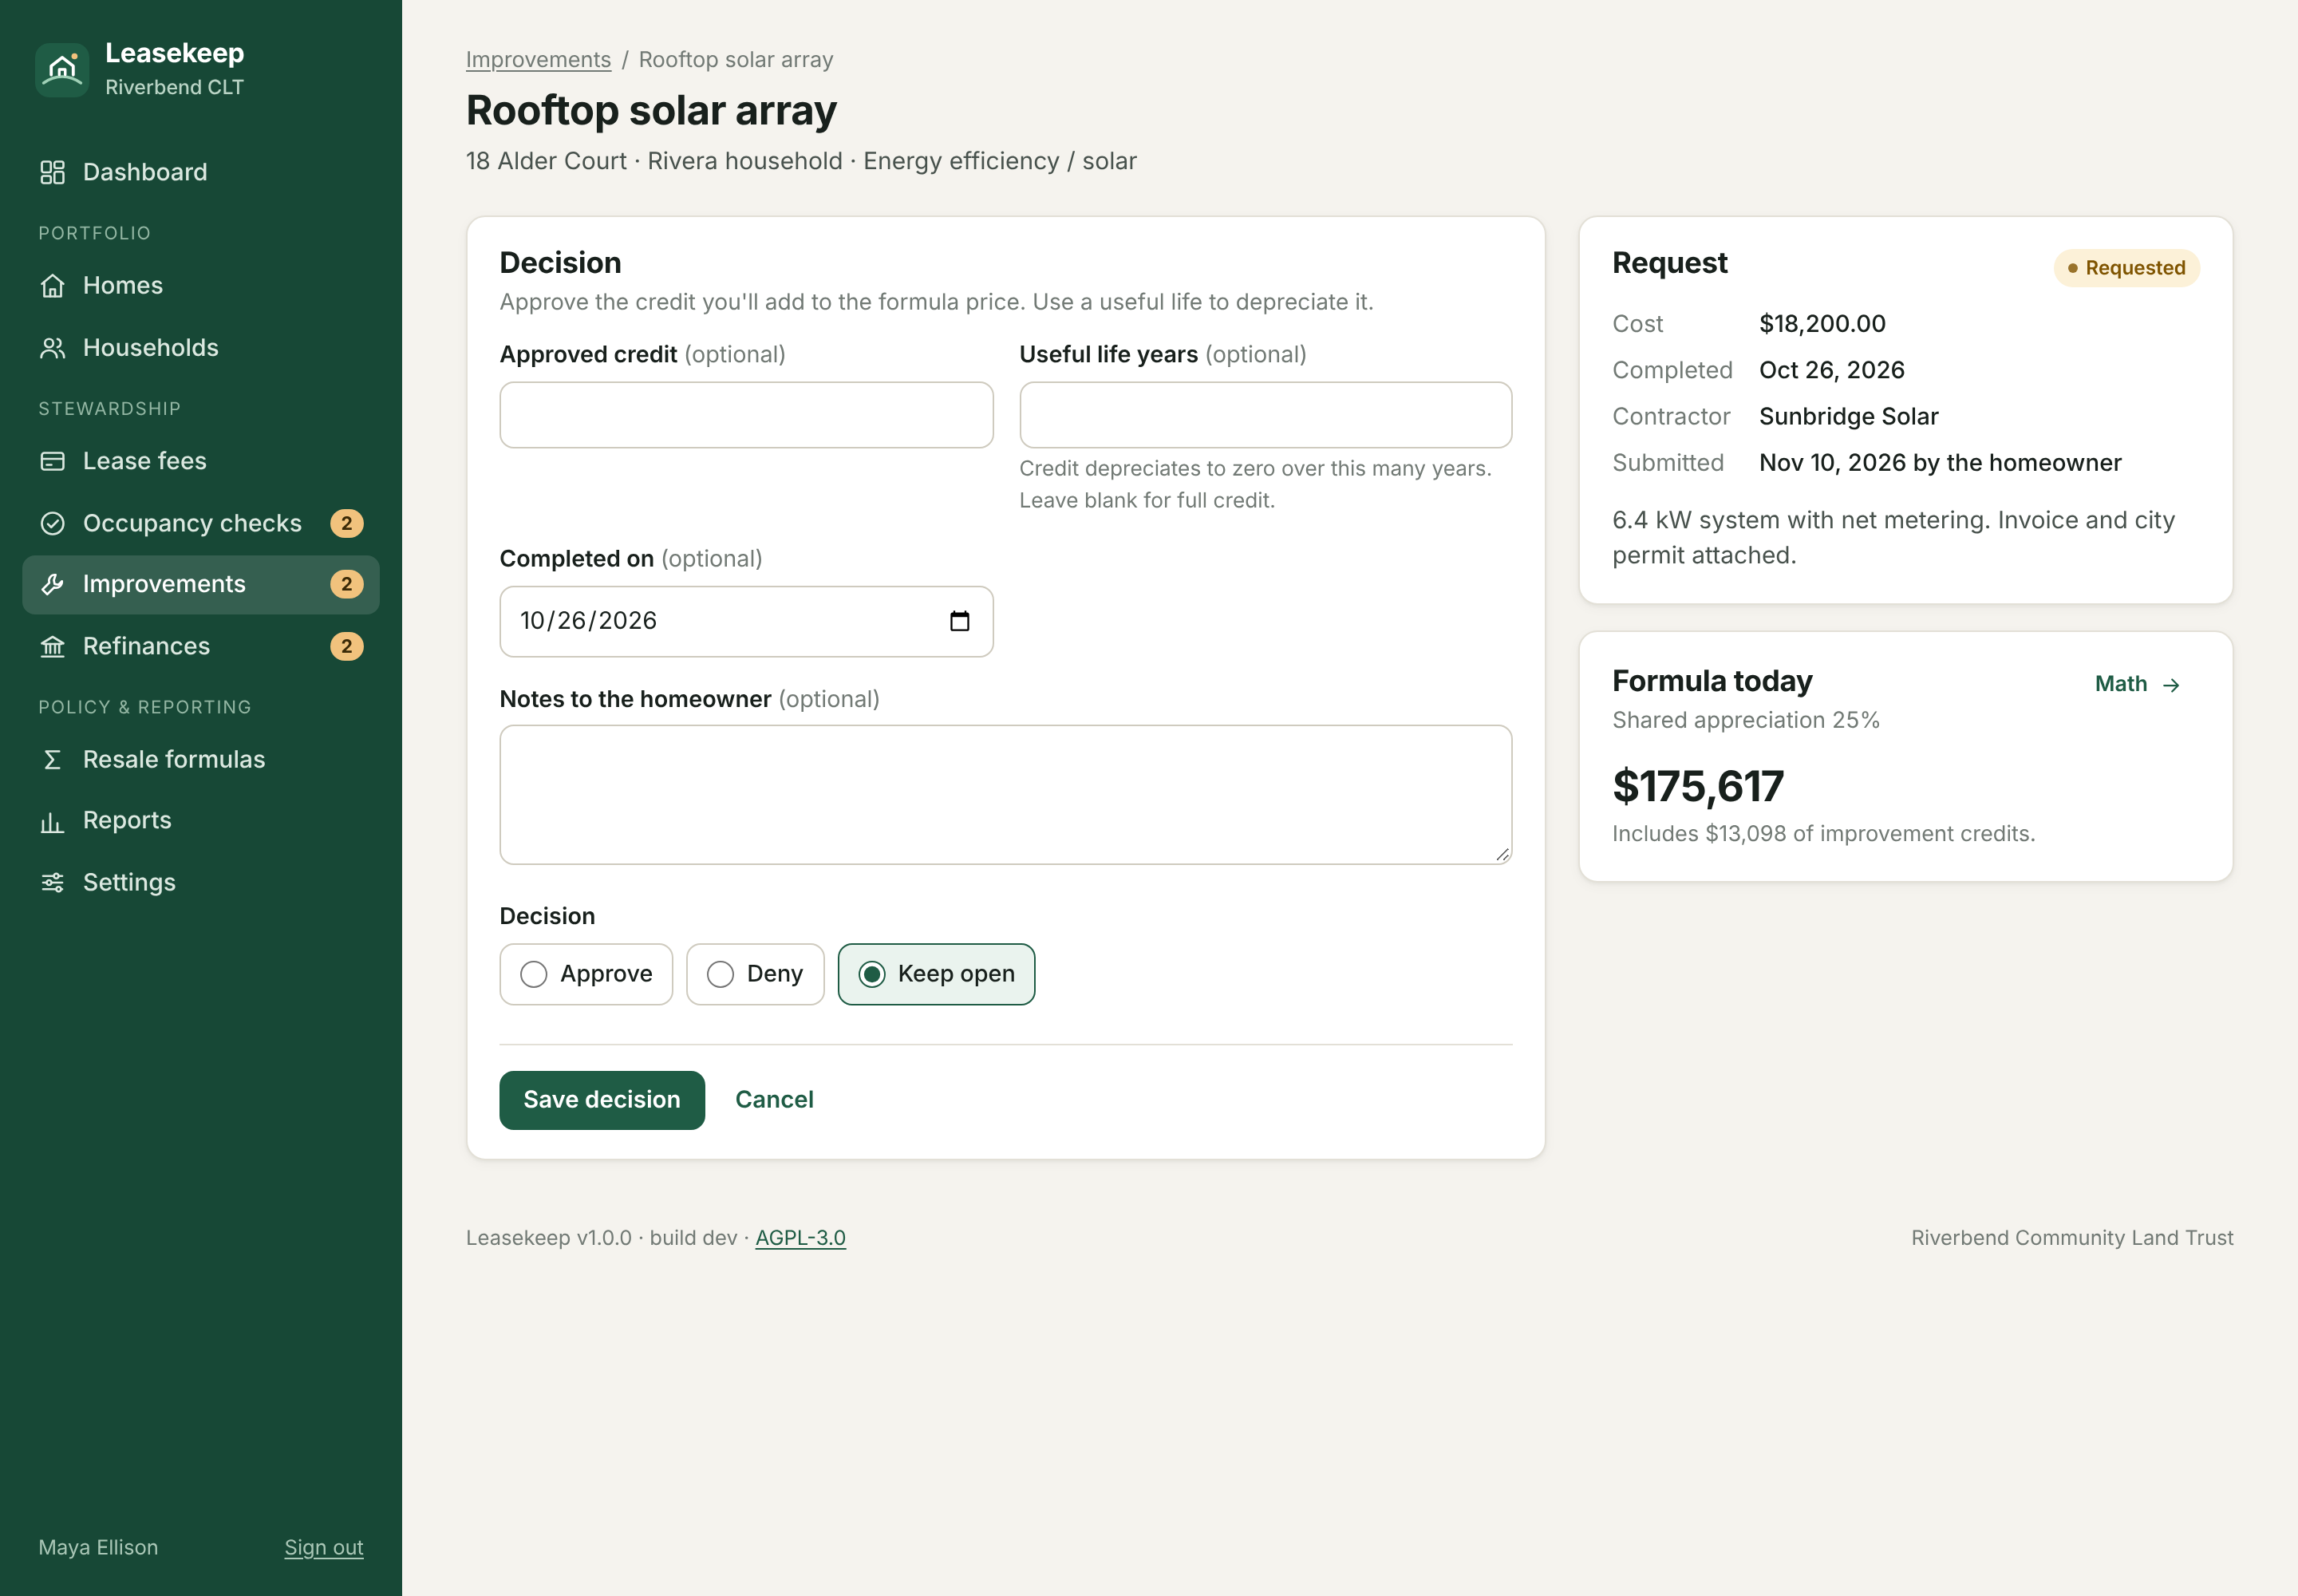 Leasekeep
Riverbend CLT
Dashboard
PORTFOLIO
Homes
Households
STEWARDSHIP
Lease fees
Occupancy checks 2
Improvements 2
Refinances 2
POLICY & REPORTING
Resale formulas
Reports
Settings
Maya Ellison Sign out
Improvements / Rooftop solar array
Rooftop solar array
18 Alder Court · Rivera household · Energy efficiency / solar
Decision
Approve the credit you'll add to the formula price. Use a useful life to depreciate it.
Approved credit (optional)
Useful life years (optional)
Credit depreciates to zero over this many years.
Leave blank for full credit.
Completed on (optional)
10/26/2026
Notes to the homeowner (optional)
Decision
Approve Deny Keep open
Save decision Cancel
Request Requested
Cost $18,200.00
Completed Oct 26, 2026
Contractor Sunbridge Solar
Submitted Nov 10, 2026 by the homeowner
6.4 kW system with net metering. Invoice and city
permit attached.
Formula today Math →
Shared appreciation 25%
$175,617
Includes $13,098 of improvement credits.
Leasekeep v1.0.0 · build dev · AGPL-3.0
Riverbend Community Land Trust